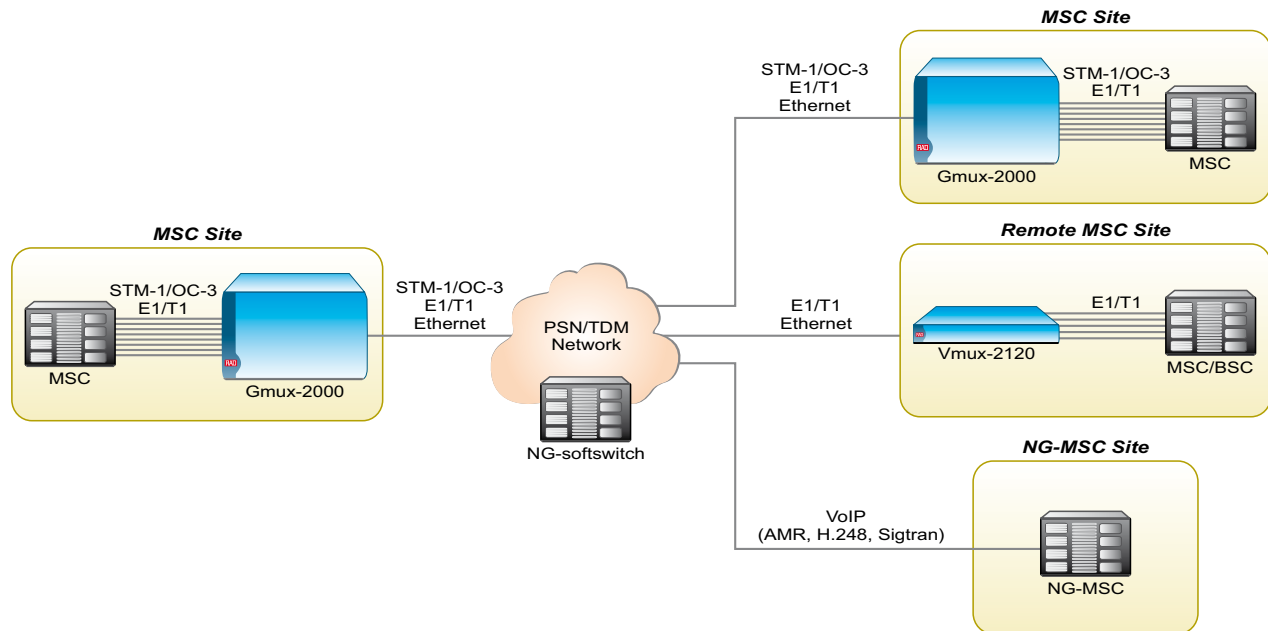 MSC Site
STM-1/OC-3
E1/T1
MSC
RAD
Gmux-2000
STM-1/OC-3
E1/T1
Ethernet
PSN/TDM
Network
NG-softswitch
STM-1/OC-3
E1/T1
Ethernet
MSC Site
STM-1/OC-3
E1/T1
RAD
Gmux-2000
MSC
E1/T1
Ethernet
Remote MSC Site
E1/T1
RAD
Vmux-2120
MSC/BSC
VoIP
(AMR, H.248, Sigtran)
NG-MSC Site
NG-MSC